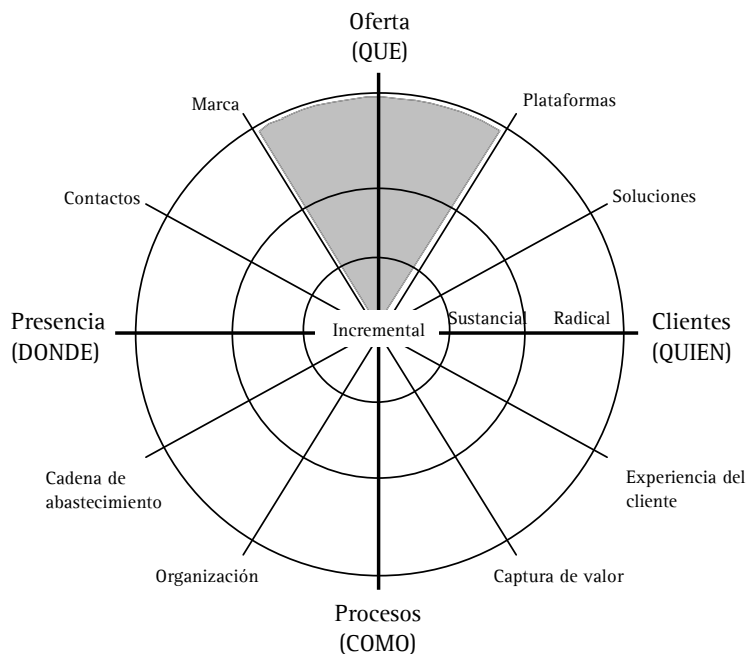 Oferta
(QUE)
Marca
Plataformas
Contactos
Soluciones
Presencia
(DONDE)
Incremental
Sustancial
Radical
Clientes
(QUIEN)
Cadena de
abastecimiento
Experiencia del
cliente
Organización
Captura de valor
Procesos
(COMO)